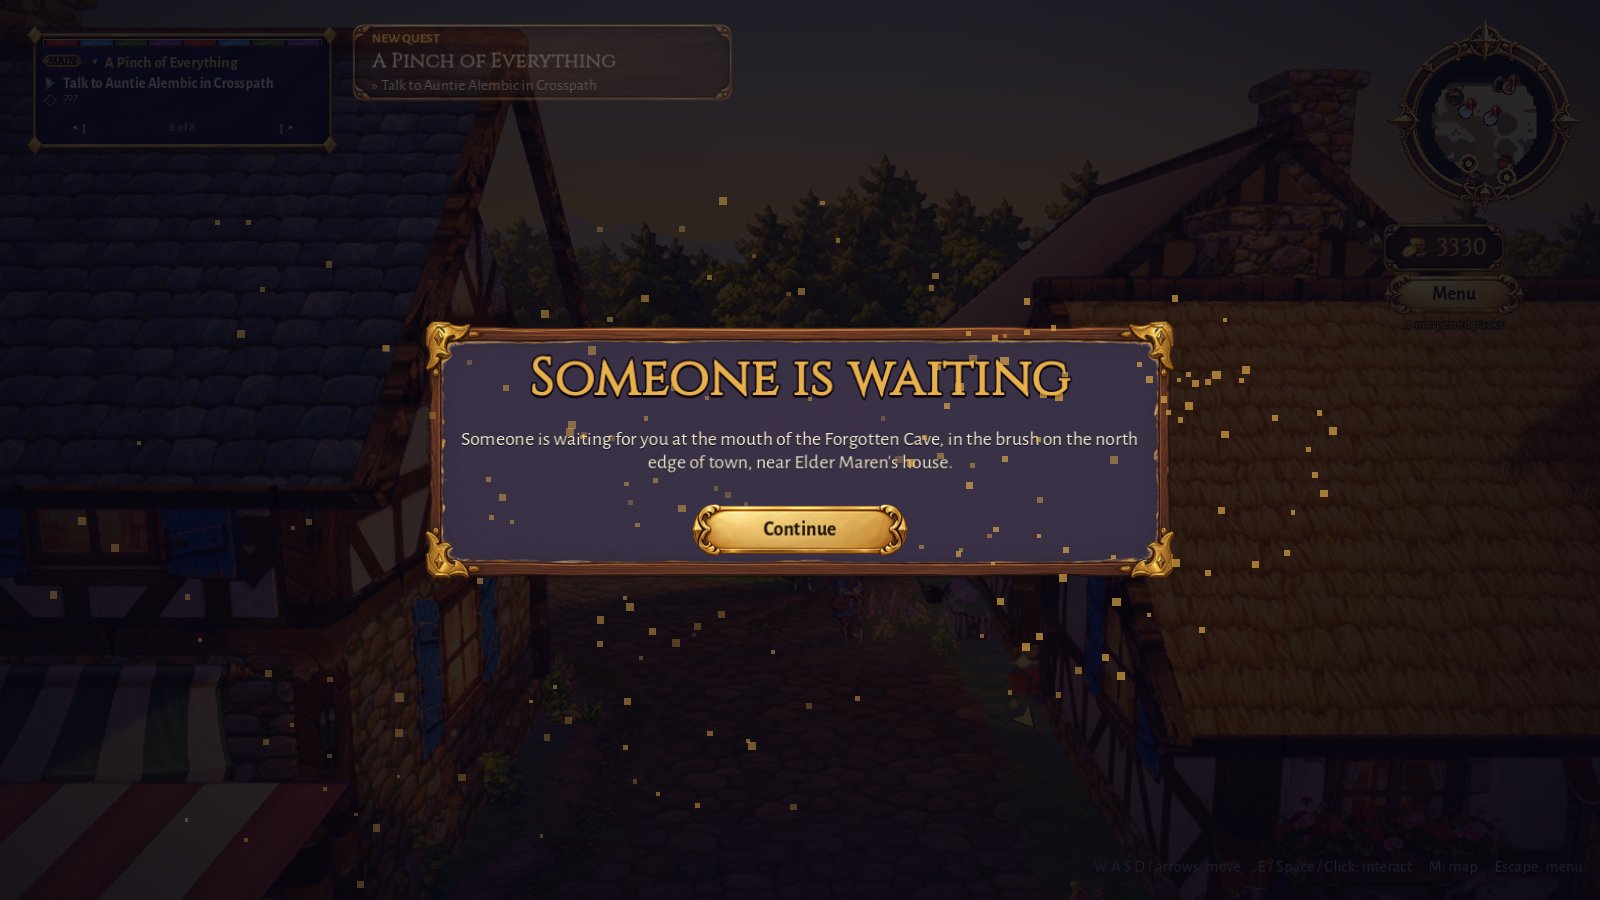 NEW QUEST
A PINCH OF EVERYTHING
» Talk to Auntie Alembic in Crosspath
MAIN ▾ A Pinch of Everything
Talk to Auntie Alembic in Crosspath
???
◂ [ 8 of 8 ] ▸
3330
Menu
4 unopened packs
SOMEONE IS WAITING
Someone is waiting for you at the mouth of the Forgotten Cave, in the brush on the north
edge of town, near Elder Maren's house.
Continue
W A S D / arrows: move E / Space / Click: interact M: map Escape: menu